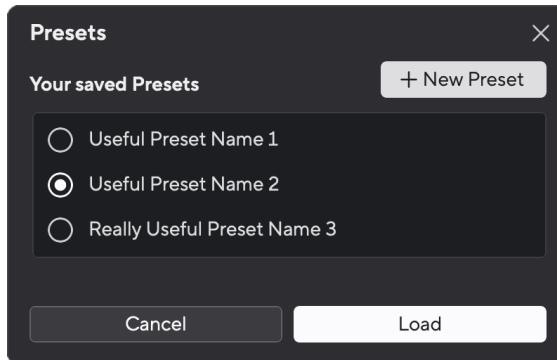 Presets
Your saved Presets
+ New Preset
Useful Preset Name 1
Useful Preset Name 2
Really Useful Preset Name 3
Cancel
Load